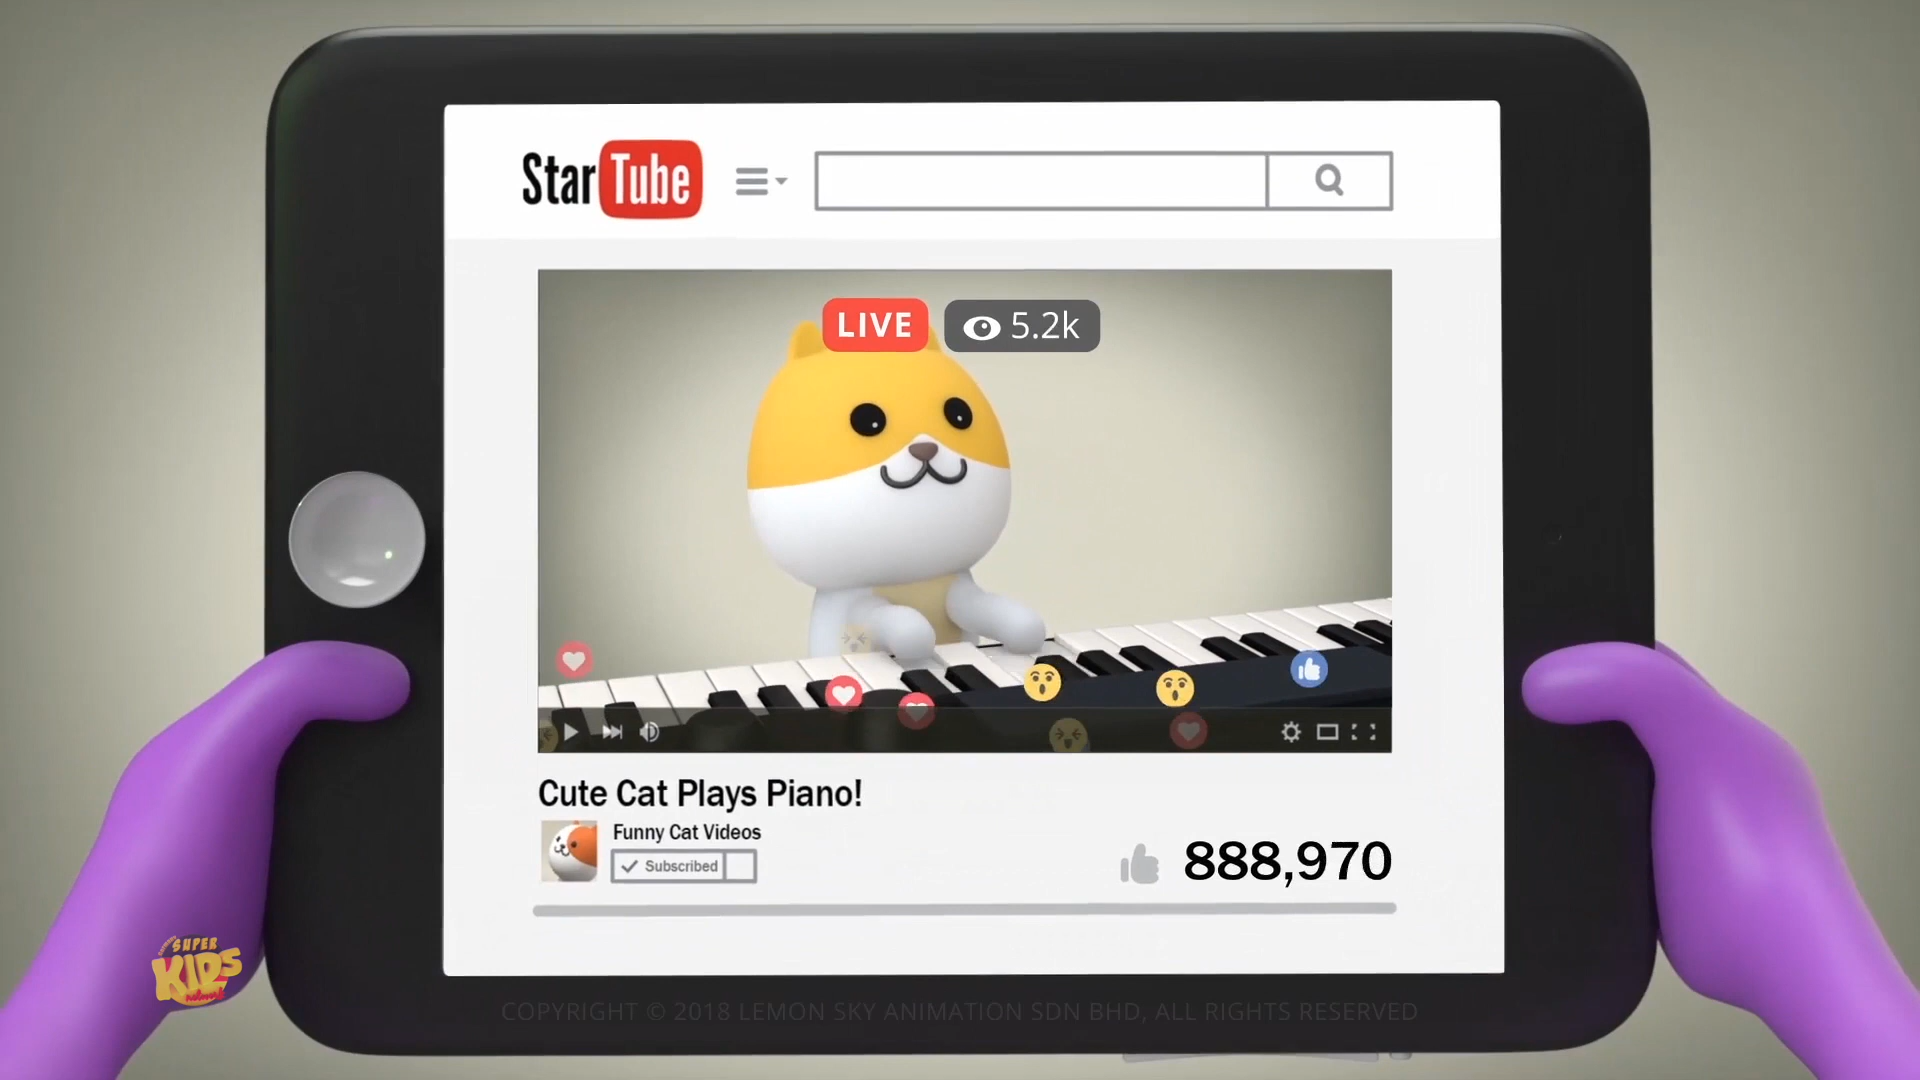 StarTube
LIVE
5.2k
Cute Cat Plays Piano!
Funny Cat Videos
Subscribed
888,970
SUPER
KIDS
network
COPYRIGHT © 2018 LEMON SKY ANIMATION SDN BHD, ALL RIGHTS RESERVED